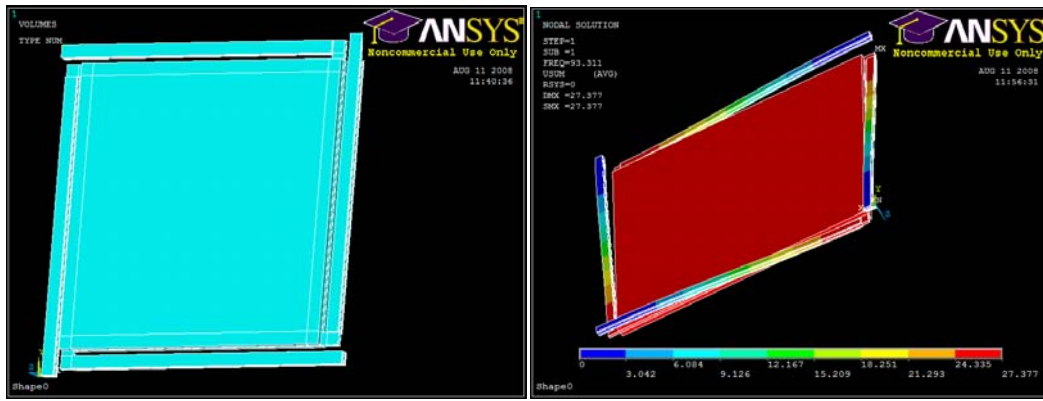 1
VOLUMES
TYPE NUM
ANSYS
Noncommercial Use Only
AUG 11 2008
11:40:36
Shape0
1
NODAL SOLUTION
STEP=1
SUB =1
FREQ=93.311
USUM (AVG)
RSYS=0
DMX =27.377
SMX =27.377
ANSYS
Noncommercial Use Only
AUG 11 2008
11:56:31
MX
Y
X
Z
0
3.042
6.084
9.126
12.167
15.209
18.251
21.293
24.335
27.377
Shape0